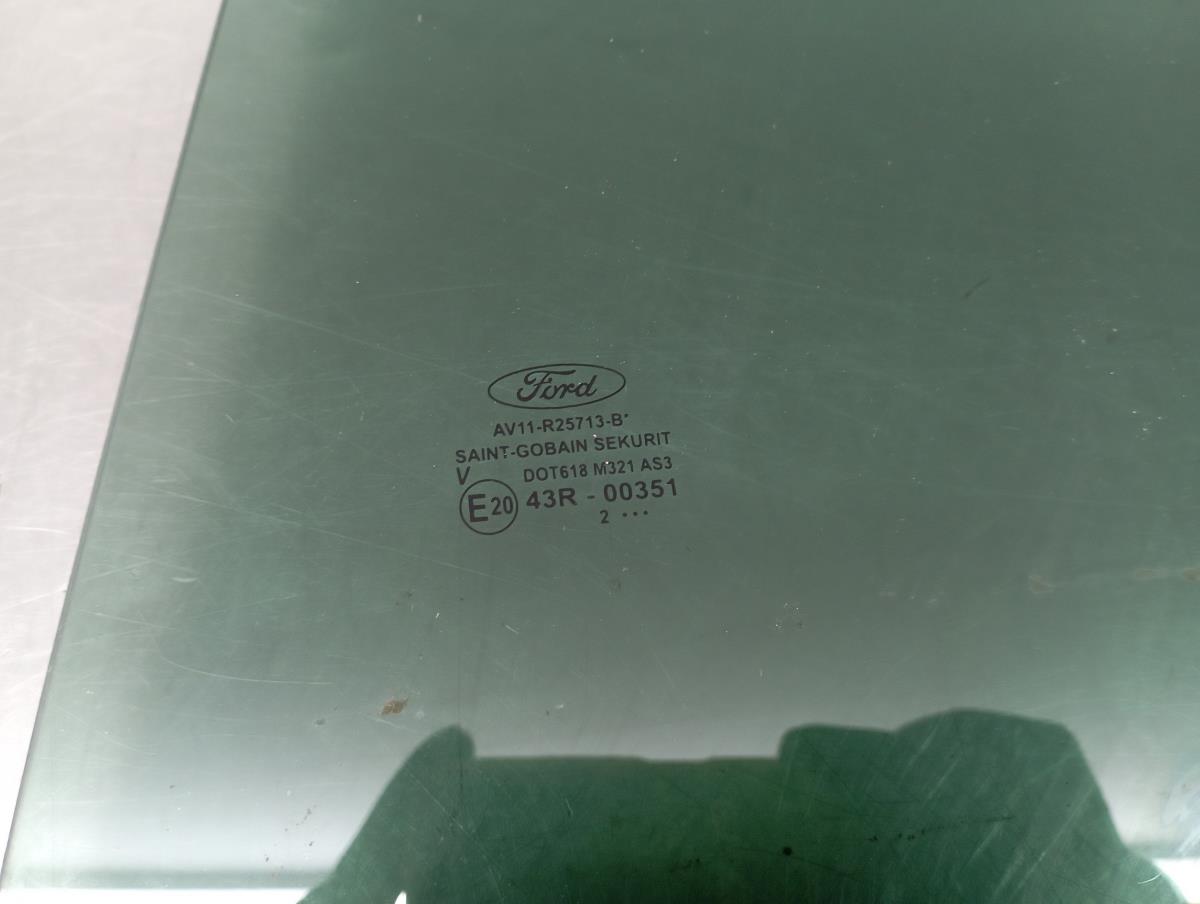 Ford
AV11-R25713-B*
SAINT-GOBAIN SEKURIT
V DOT618 M321 AS3
E20 43R - 00351
2 ...